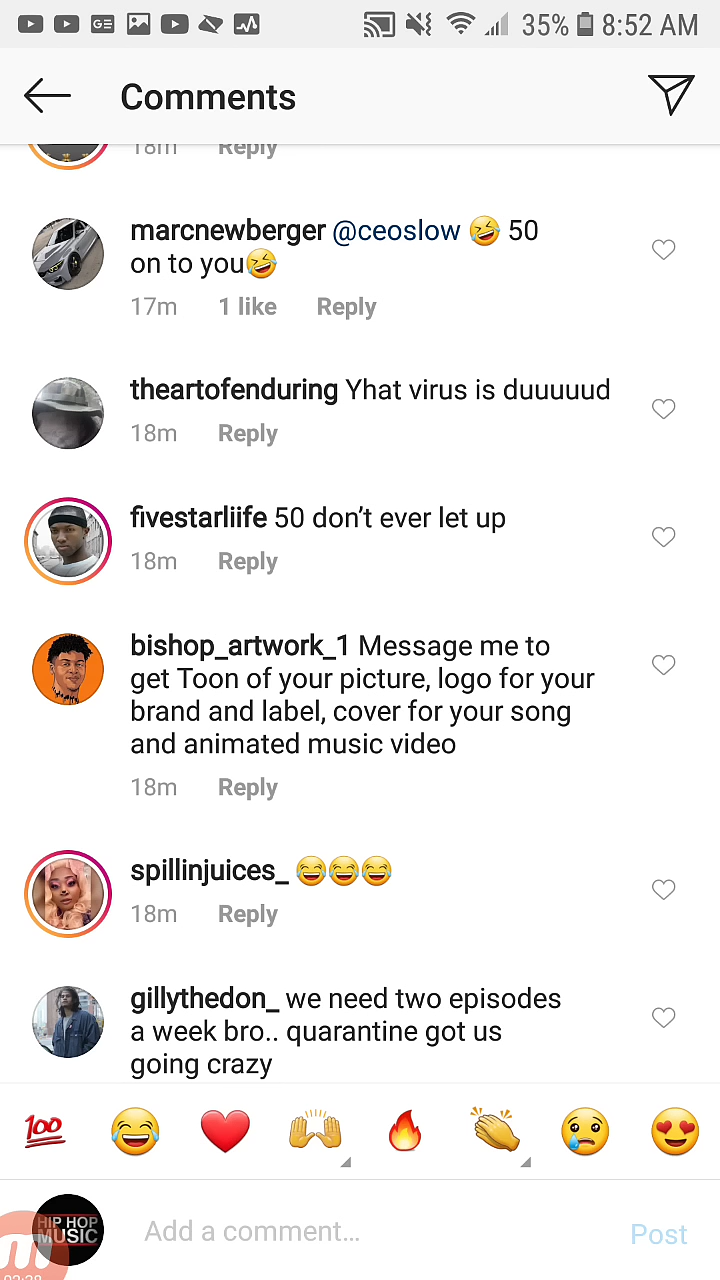 35% 8:52 AM
Comments
18m Reply
marcnewberger @ceoslow 🤣 50
on to you🤣
17m 1 like Reply
theartofenduring Yhat virus is duuuuud
18m Reply
fivestarliife 50 don't ever let up
18m Reply
bishop_artwork_1 Message me to
get Toon of your picture, logo for your
brand and label, cover for your song
and animated music video
18m Reply
spillinjuices_ 😂😂😂
18m Reply
gillythedon_ we need two episodes
a week bro.. quarantine got us
going crazy
💯 😂 ❤️ 🙌 🔥 👏 😢 😍
HIP HOP
MUSIC
Add a comment... Post